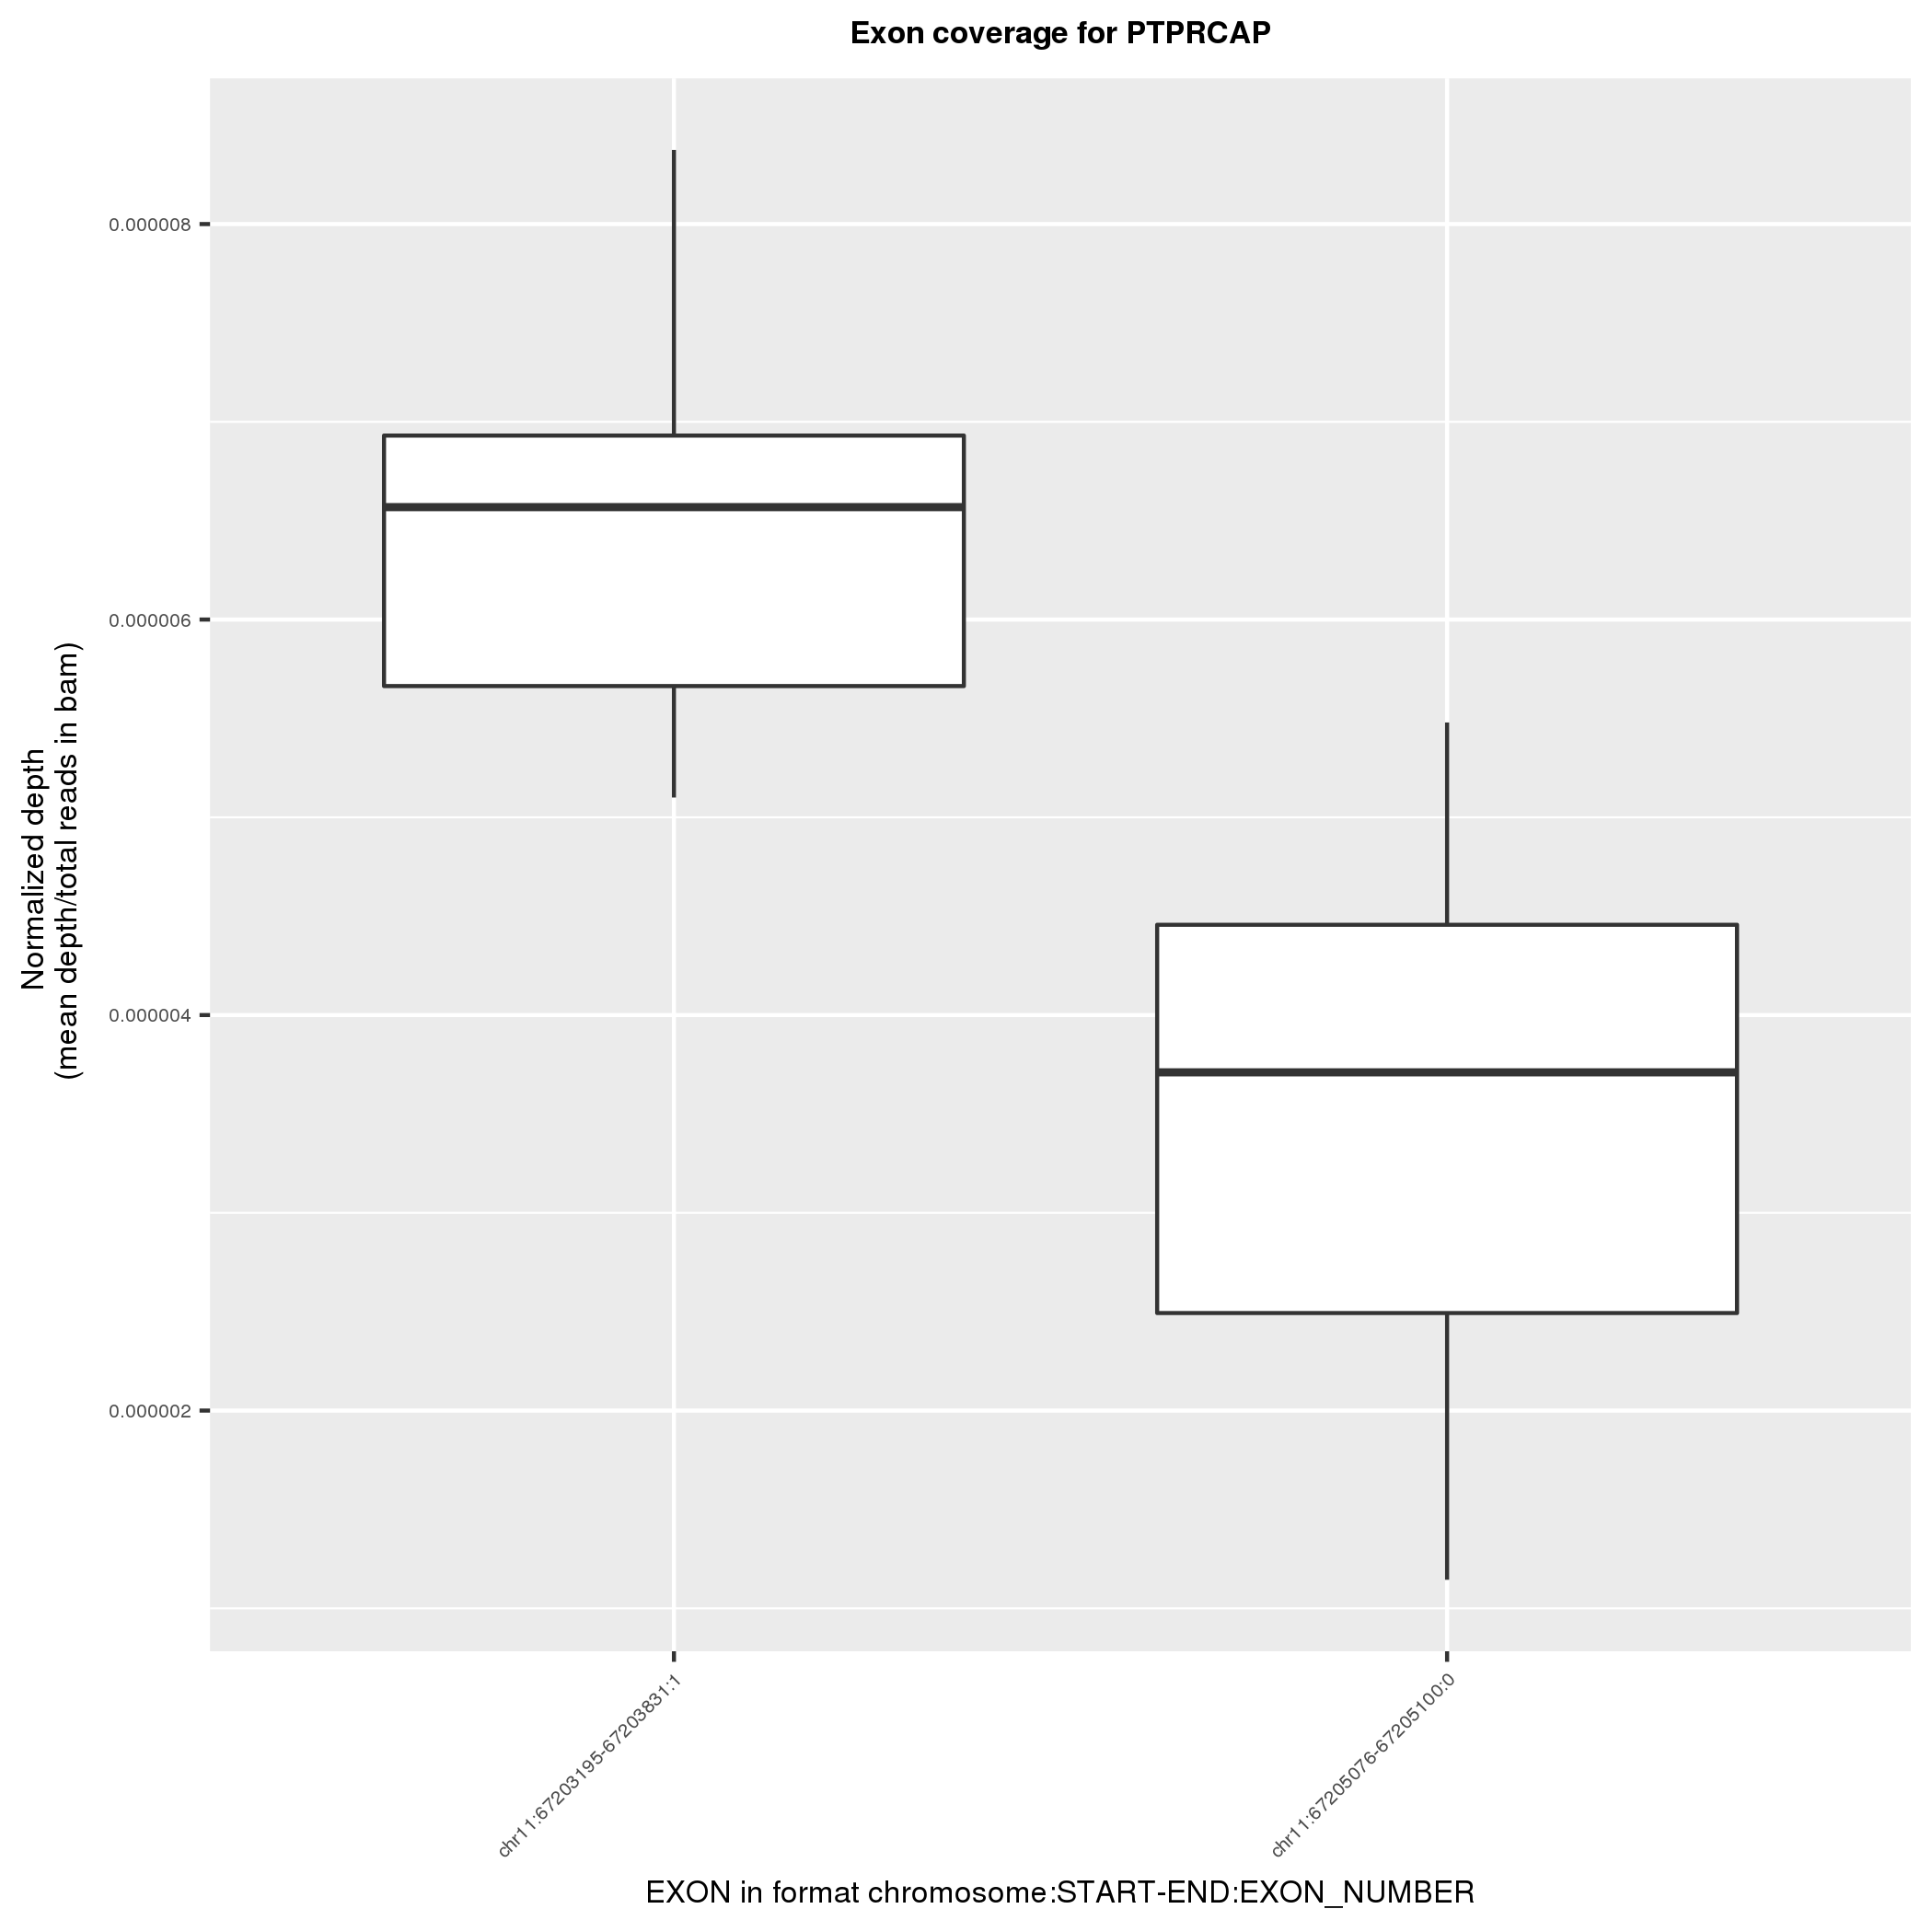 Exon coverage for PTPRCAP
Normalized depth
(mean depth/total reads in bam)
0.000008
0.000006
0.000004
0.000002
chr11:67203195-67203831:1
chr11:67205076-67205100:0
EXON in format chromosome:START-END:EXON_NUMBER